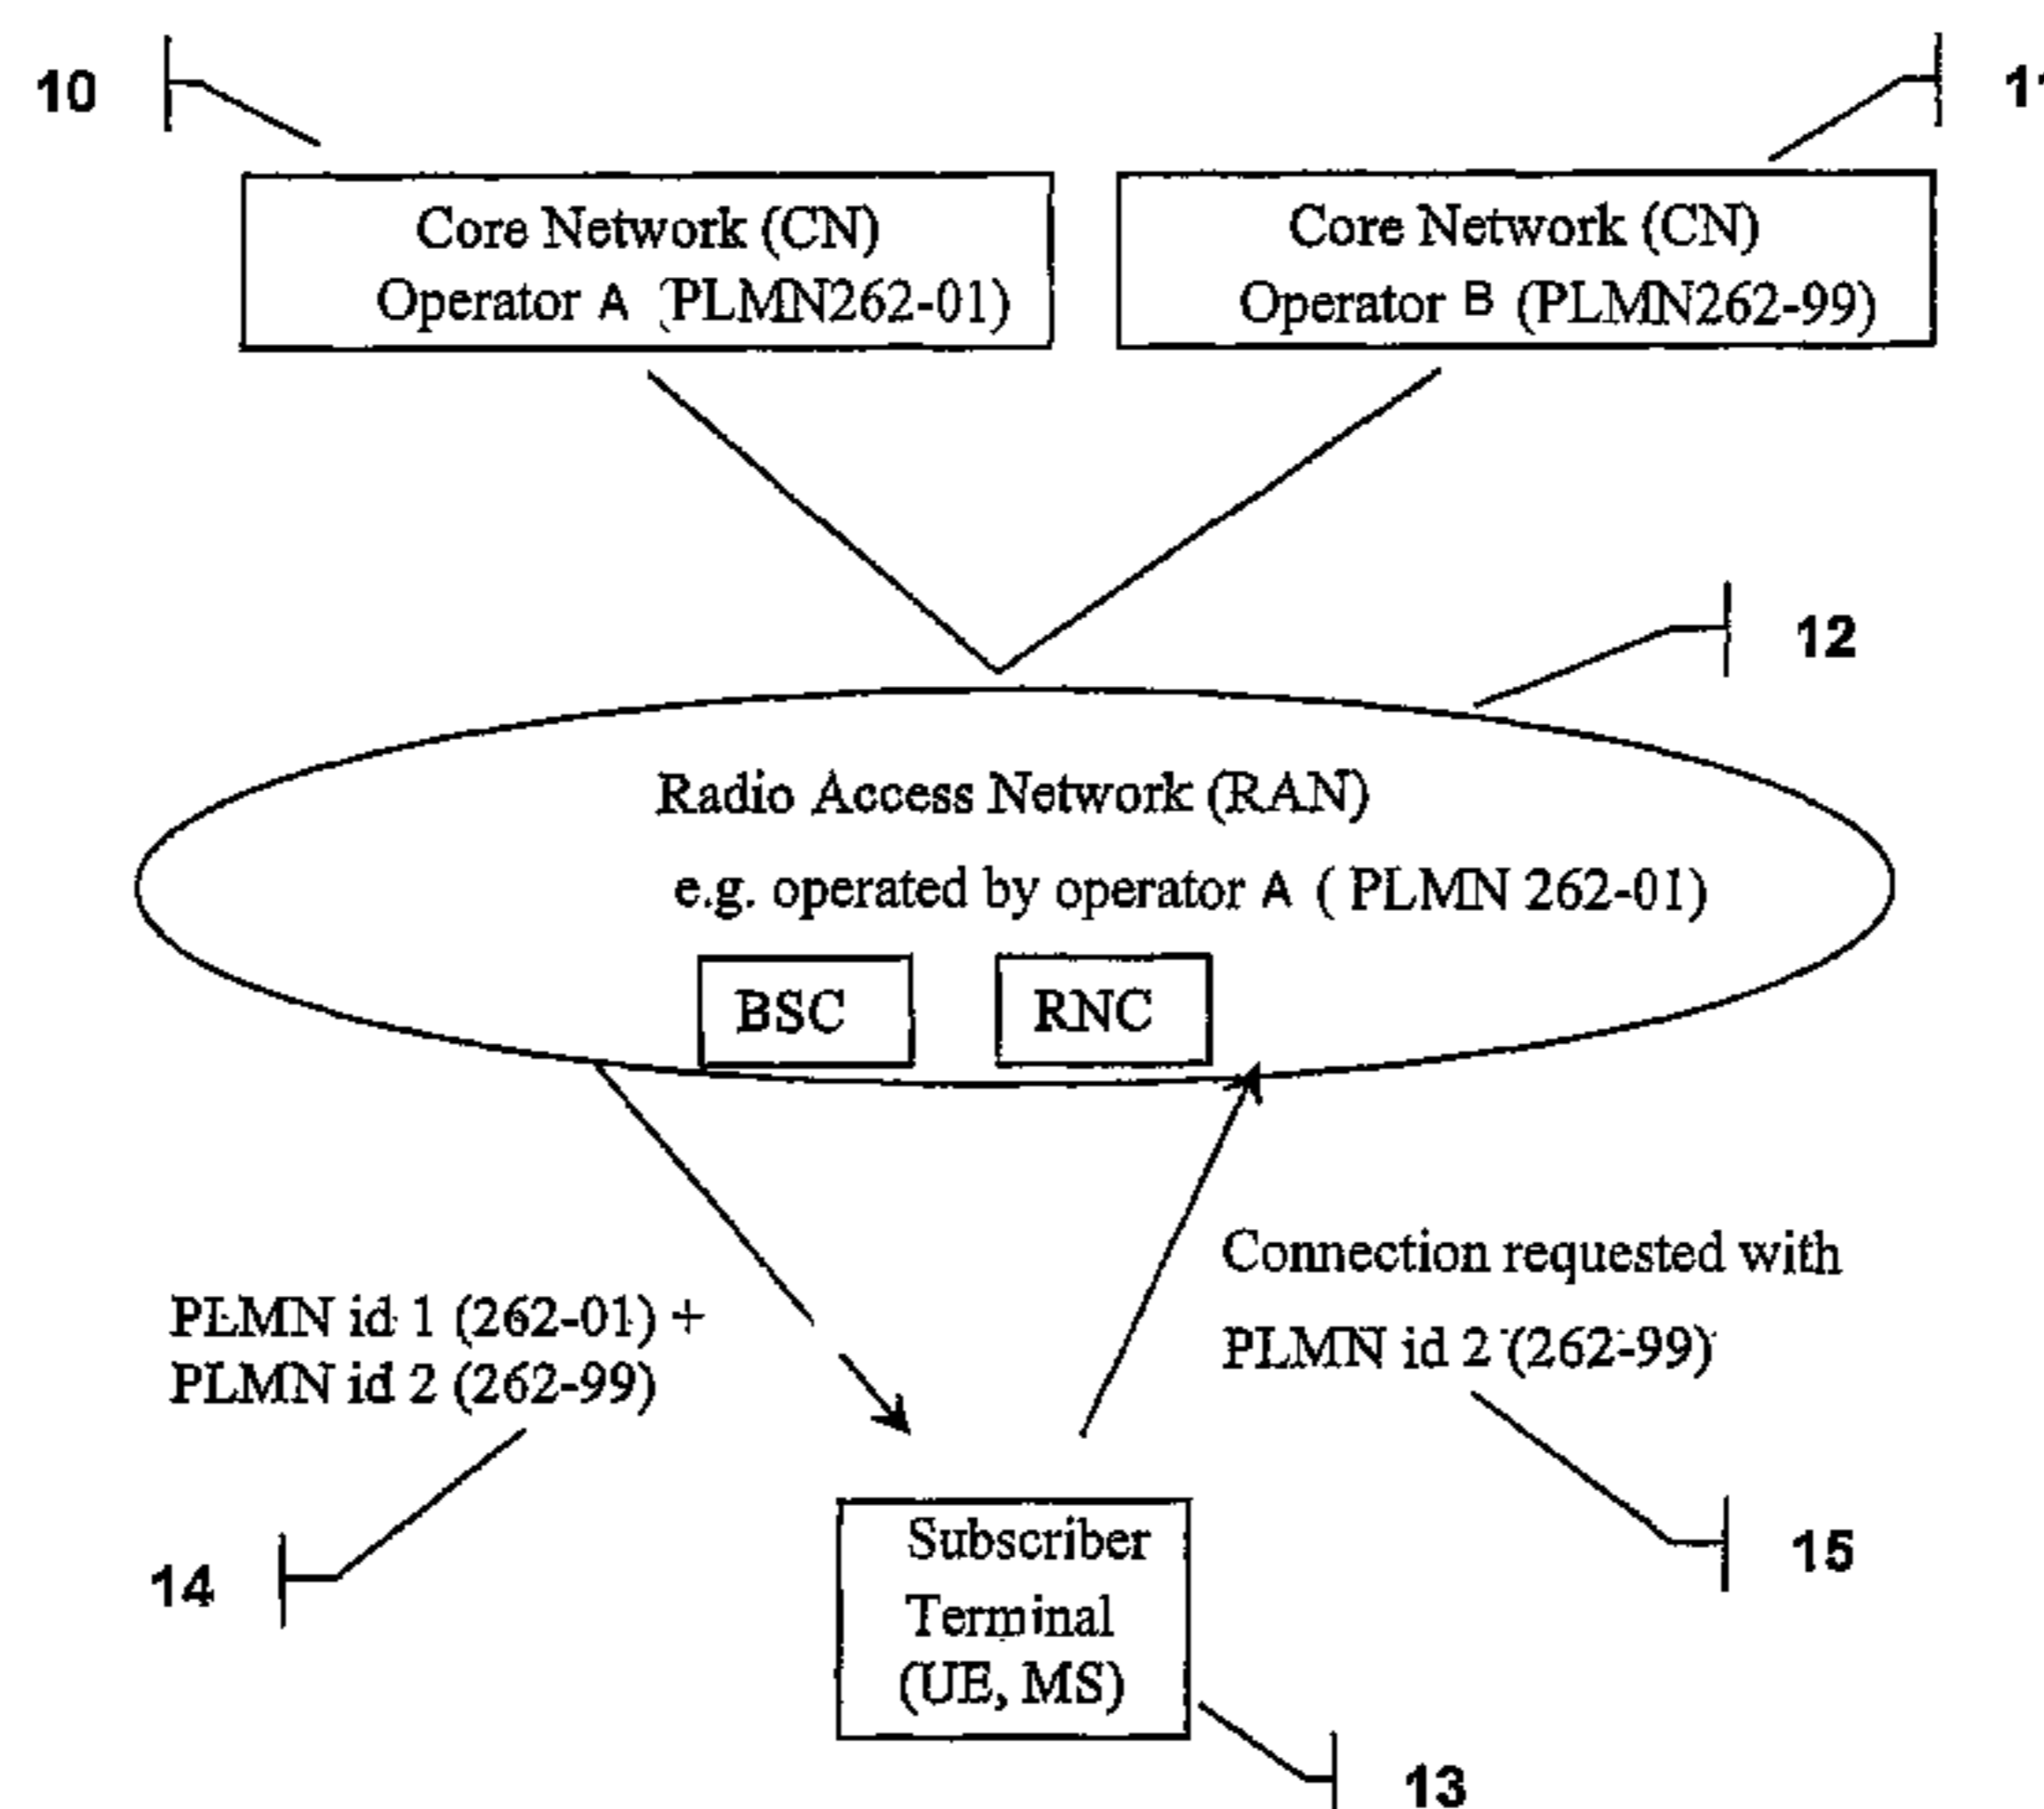 10
11
Core Network (CN)
Operator A (PLMN262-01)
Core Network (CN)
Operator B (PLMN262-99)
12
Radio Access Network (RAN)
e.g. operated by operator A ( PLMN 262-01)
BSC
RNC
Connection requested with
PLMN id 2 (262-99)
PLMN id 1 (262-01) +
PLMN id 2 (262-99)
14
15
Subscriber
Terminal
(UE, MS)
13